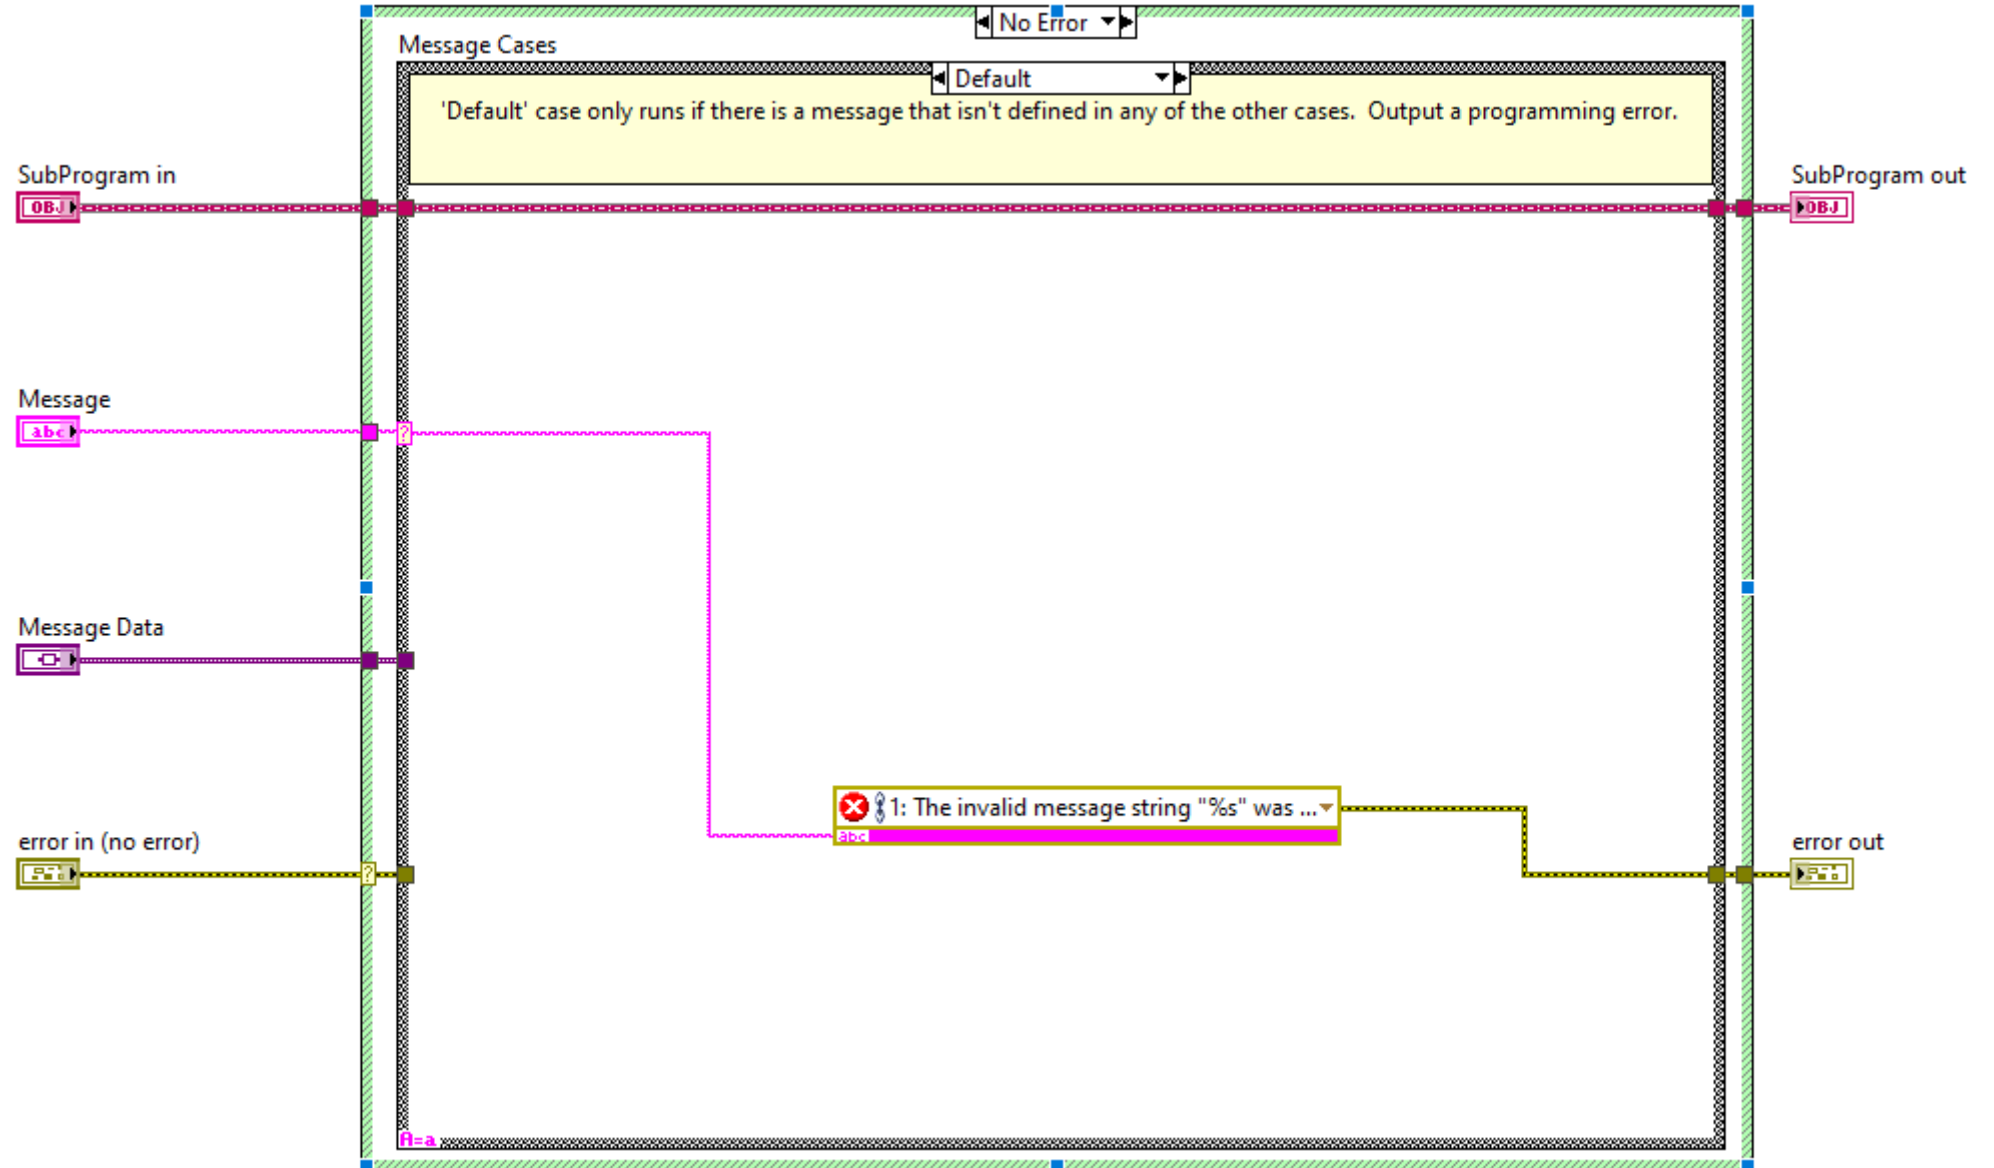 No Error
Message Cases
Default
'Default' case only runs if there is a message that isn't defined in any of the other cases.  Output a programming error.
SubProgram in
OBJ
SubProgram out
OBJ
Message
abc
?
Message Data
1: The invalid message string "%s" was ...
abc
error in (no error)
?
error out
A=a